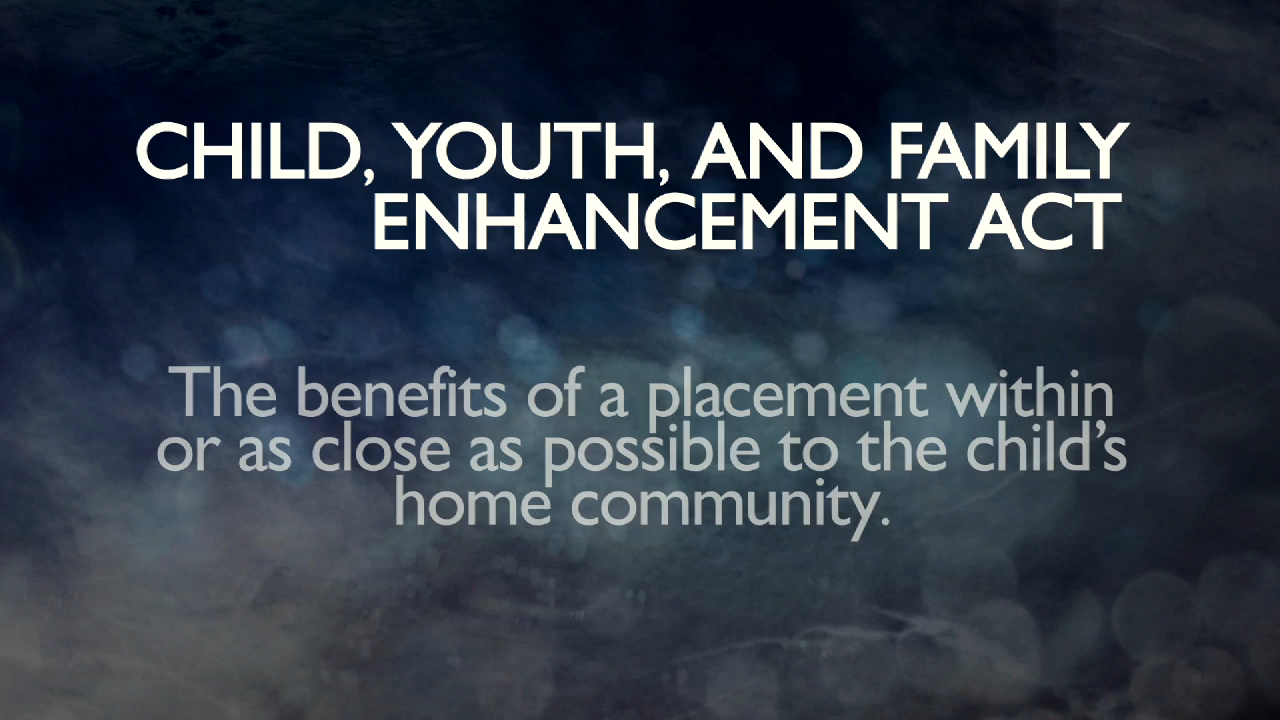 CHILD, YOUTH, AND FAMILY
ENHANCEMENT ACT
The benefits of a placement within
or as close as possible to the child’s
home community.